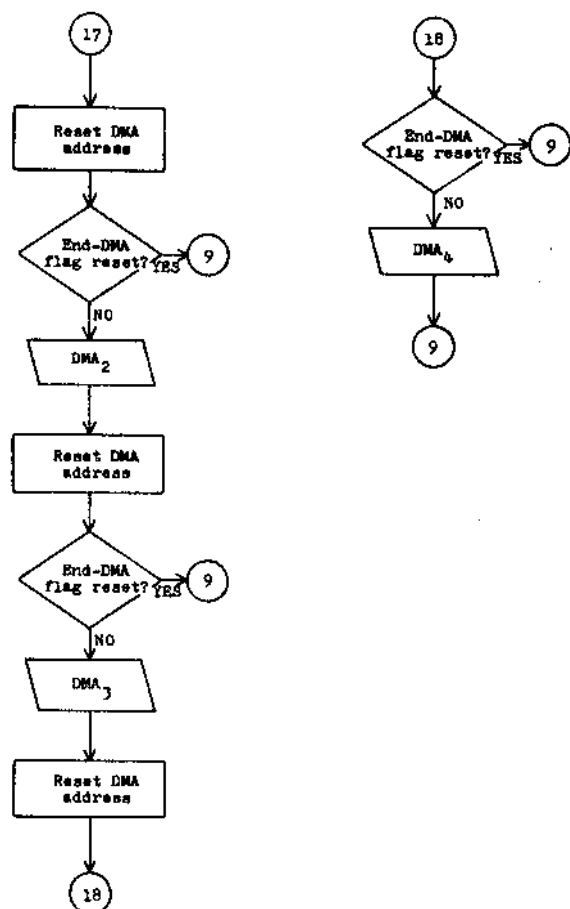 17
Reset DMA
address
End-DMA
flag reset?
YES
9
NO
DMA2
Reset DMA
address
End-DMA
flag reset?
YES
9
NO
DMA3
Reset DMA
address
18
18
End-DMA
flag reset?
YES
9
NO
DMA4
9